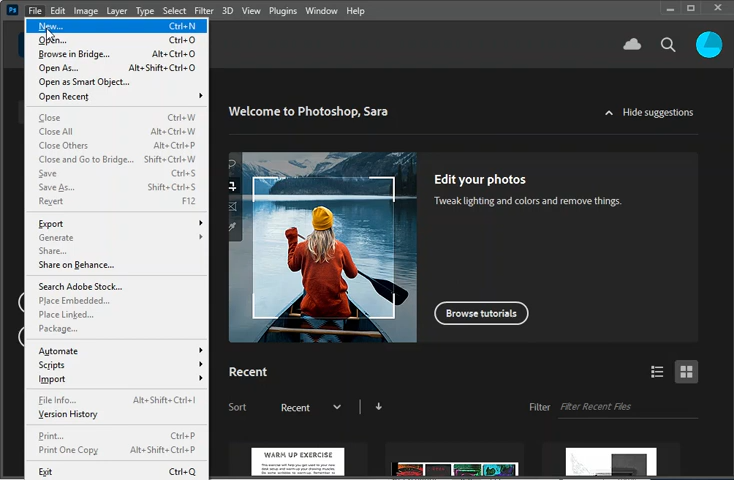 Ps File Edit Image Layer Type Select Filter 3D View Plugins Window Help
New... Ctrl+N
Open... Ctrl+O
Browse in Bridge... Alt+Ctrl+O
Open As... Alt+Shift+Ctrl+O
Open as Smart Object...
Open Recent
Close Ctrl+W
Close All Alt+Ctrl+W
Close Others Alt+Ctrl+P
Close and Go to Bridge... Shift+Ctrl+W
Save Ctrl+S
Save As... Shift+Ctrl+S
Revert F12
Export
Generate
Share...
Share on Behance...
Search Adobe Stock...
Place Embedded...
Place Linked...
Package...
Automate
Scripts
Import
File Info... Alt+Shift+Ctrl+I
Version History
Print... Ctrl+P
Print One Copy Alt+Shift+Ctrl+P
Exit Ctrl+Q
Welcome to Photoshop, Sara
Hide suggestions
Edit your photos
Tweak lighting and colors and remove things.
Browse tutorials
Recent
Sort Recent
Filter Filter Recent Files
WARM UP EXERCISE